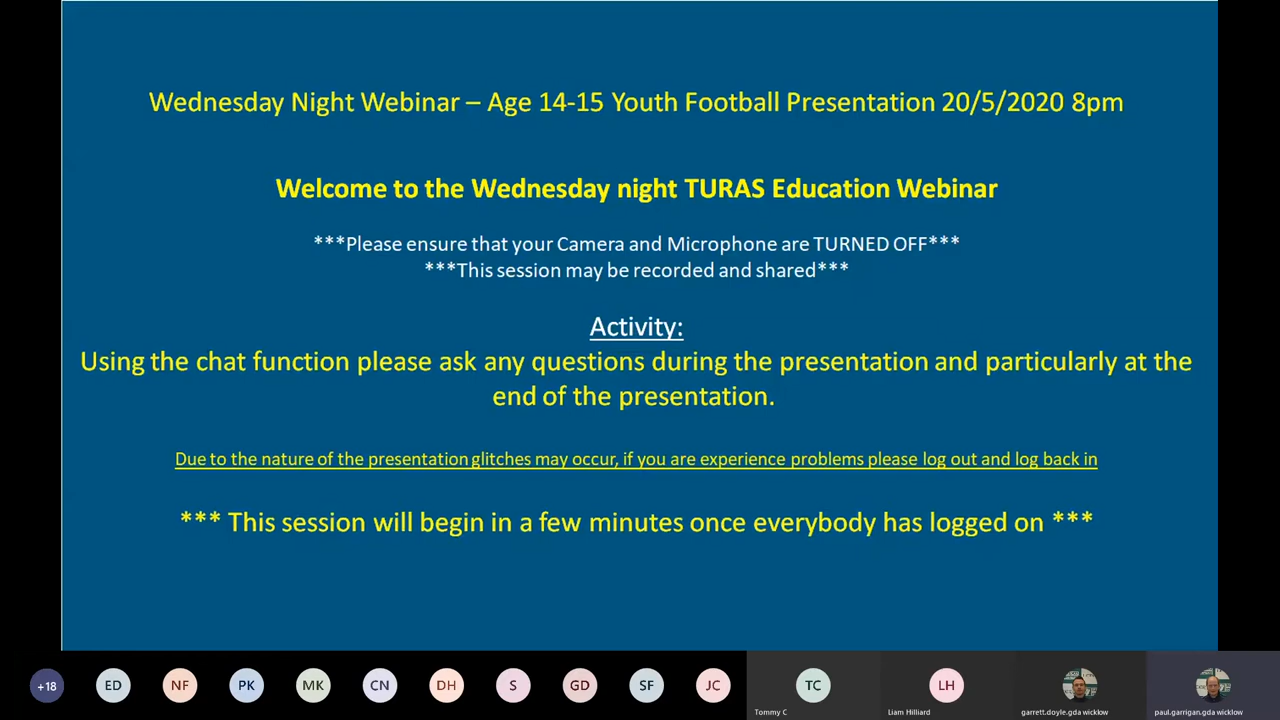 Wednesday Night Webinar – Age 14-15 Youth Football Presentation 20/5/2020 8pm
Welcome to the Wednesday night TURAS Education Webinar
***Please ensure that your Camera and Microphone are TURNED OFF***
***This session may be recorded and shared***
Activity:
Using the chat function please ask any questions during the presentation and particularly at the
end of the presentation.
Due to the nature of the presentation glitches may occur, if you are experience problems please log out and log back in
*** This session will begin in a few minutes once everybody has logged on ***
+18 ED NF PK MK CN DH S GD SF JC TC LH
Tommy C Liam Hilliard garrett.doyle.gda wicklow paul.garrigan.gda wicklow